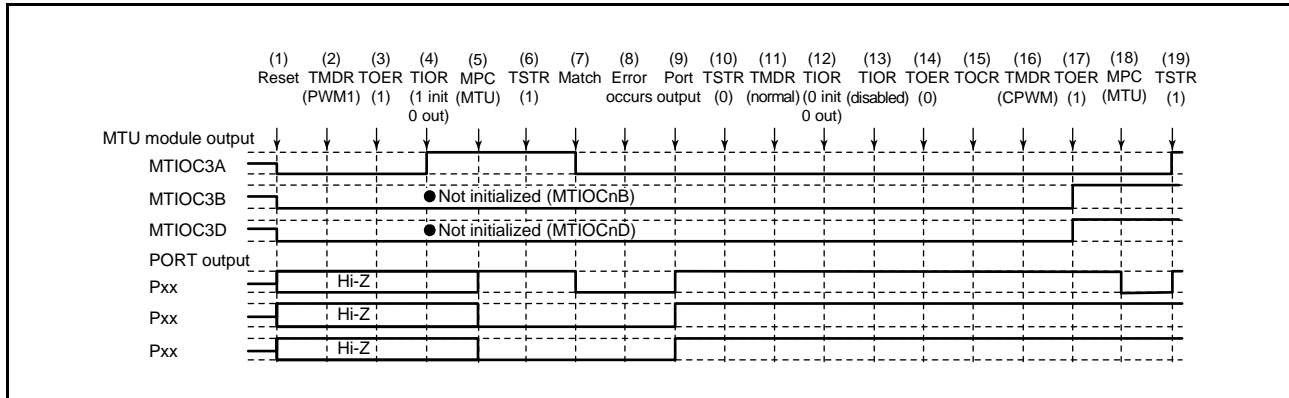 (1) (2) (3) (4) (5) (6) (7) (8) (9) (10) (11) (12) (13) (14) (15) (16) (17) (18) (19)
Reset TMDR TOER TIOR MPC TSTR Match Error Port TSTR TMDR TIOR TIOR TOER TOCR TMDR TOER MPC TSTR
(PWM1) (1) (1 init (MTU) (1) occurs output (0) (normal) (0 init (disabled) (0) (CPWM) (1) (MTU) (1)
0 out) 0 out)
MTU module output
MTIOC3A
MTIOC3B ●Not initialized (MTIOCnB)
MTIOC3D ●Not initialized (MTIOCnD)
PORT output
Pxx Hi-Z
Pxx Hi-Z
Pxx Hi-Z